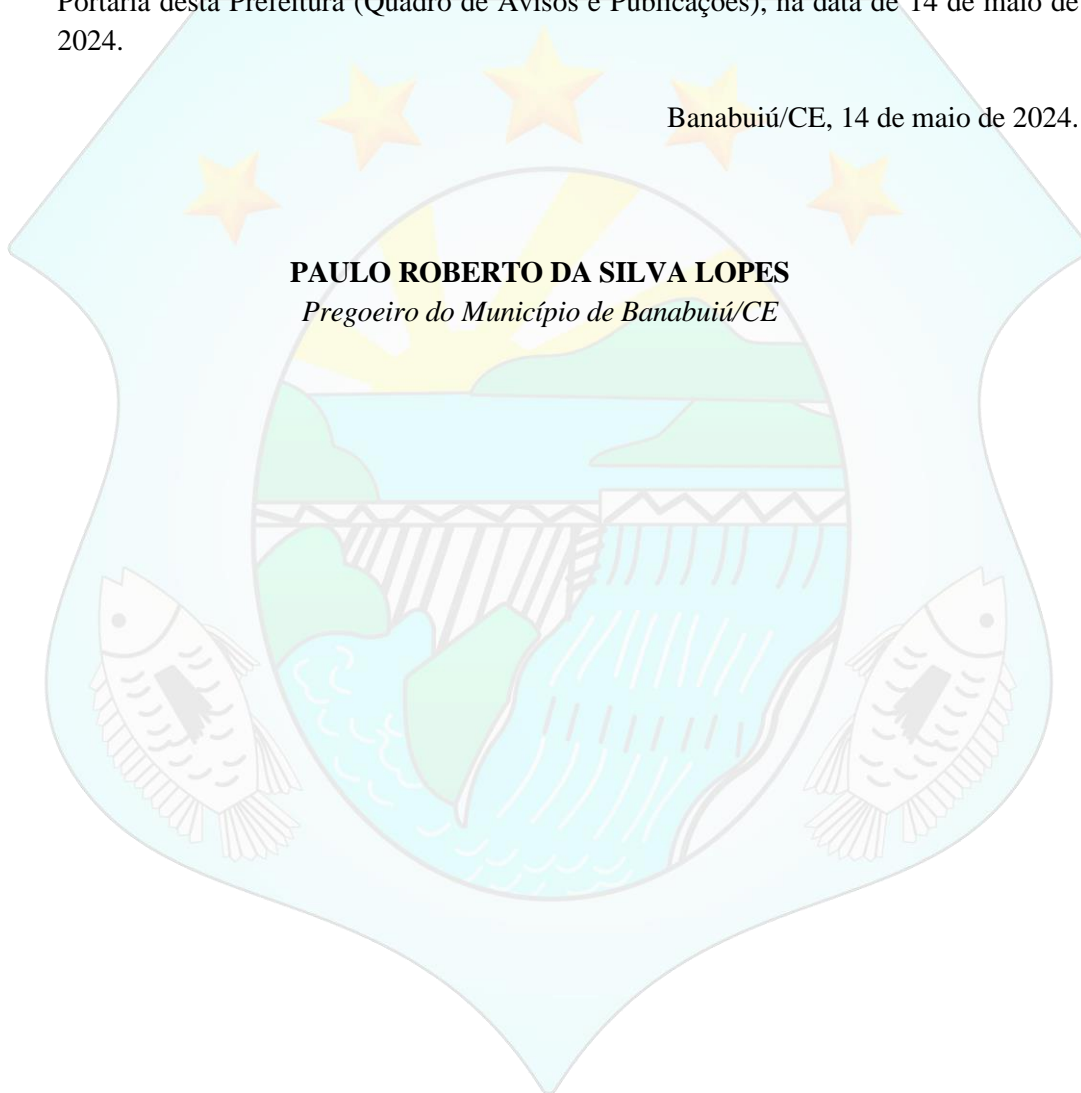 Portaria desta Prefeitura (Quadro de Avisos e Publicações), na data de 14 de maio de
2024.
Banabuiú/CE, 14 de maio de 2024.
PAULO ROBERTO DA SILVA LOPES
Pregoeiro do Município de Banabuiú/CE